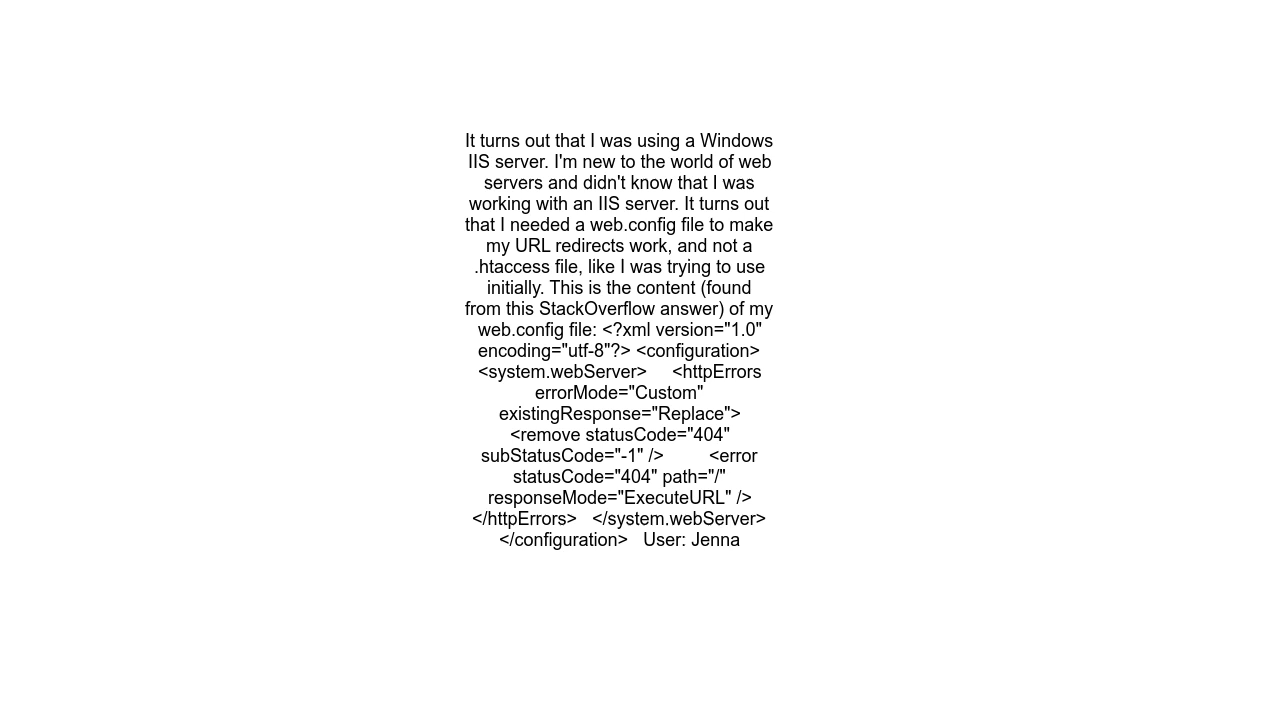 It turns out that I was using a Windows
IIS server. I'm new to the world of web
servers and didn't know that I was
working with an IIS server. It turns out
that I needed a web.config file to make
my URL redirects work, and not a
.htaccess file, like I was trying to use
initially. This is the content (found
from this StackOverflow answer) of my
web.config file: <?xml version="1.0"
encoding="utf-8"?> <configuration>
<system.webServer>     <httpErrors
errorMode="Custom"
existingResponse="Replace">
<remove statusCode="404"
subStatusCode="-1" />         <error
statusCode="404" path="/"
responseMode="ExecuteURL" />
</httpErrors>   </system.webServer>
</configuration>   User: Jenna